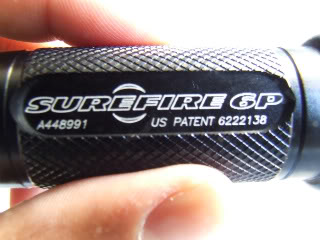 SUREFIRE 6P
A448991 US PATENT 6222138